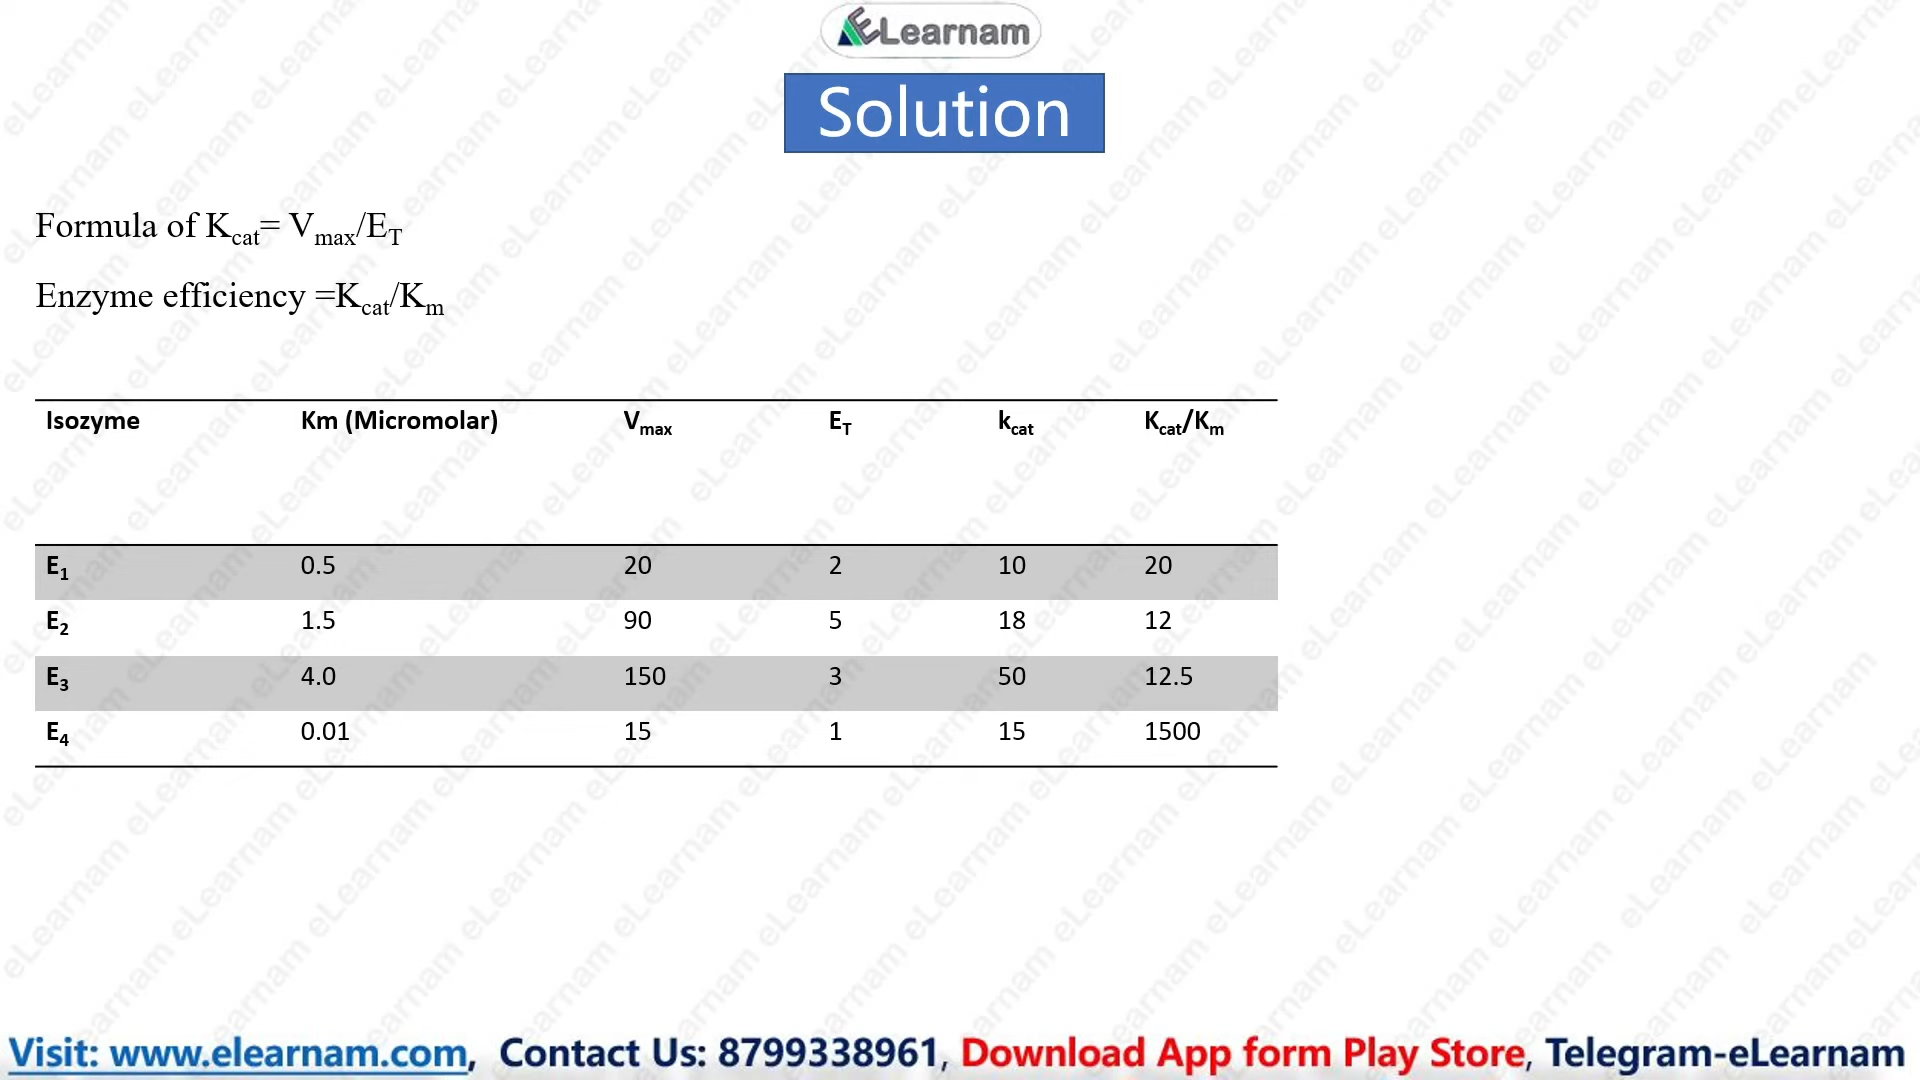 ELearnam
Solution
Formula of Kcat= Vmax/ET
Enzyme efficiency =Kcat/Km
Isozyme Km (Micromolar) Vmax ET kcat Kcat/Km
E1 0.5 20 2 10 20
E2 1.5 90 5 18 12
E3 4.0 150 3 50 12.5
E4 0.01 15 1 15 1500
Visit: www.elearnam.com, Contact Us: 8799338961, Download App form Play Store, Telegram-eLearnam